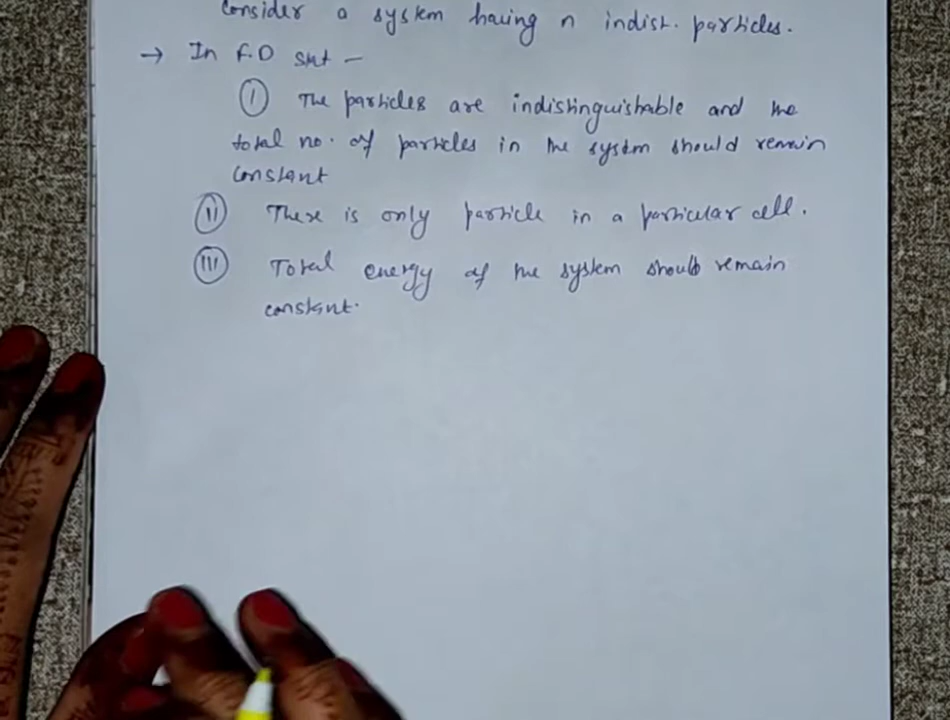 Consider a system having n indist. particles.
→ In F.D stat –
(I) The particles are indistinguishable and the
total no. of particles in the system should remain
constant
(II) There is only particle in a particular cell.
(III) Total energy of the system should remain
constant.